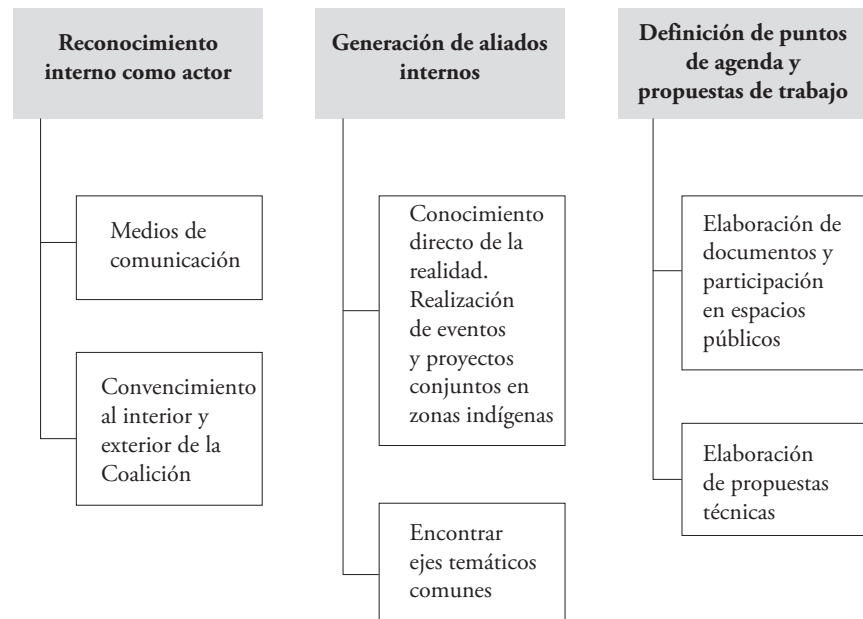 Reconocimiento
interno como actor
Medios de
comunicación
Convencimiento
al interior y
exterior de la
Coalición
Generación de aliados
internos
Conocimiento
directo de la
realidad.
Realización
de eventos
y proyectos
conjuntos en
zonas indígenas
Encontrar
ejes temáticos
comunes
Definición de puntos
de agenda y
propuestas de trabajo
Elaboración de
documentos y
participación
en espacios
públicos
Elaboración
de propuestas
técnicas